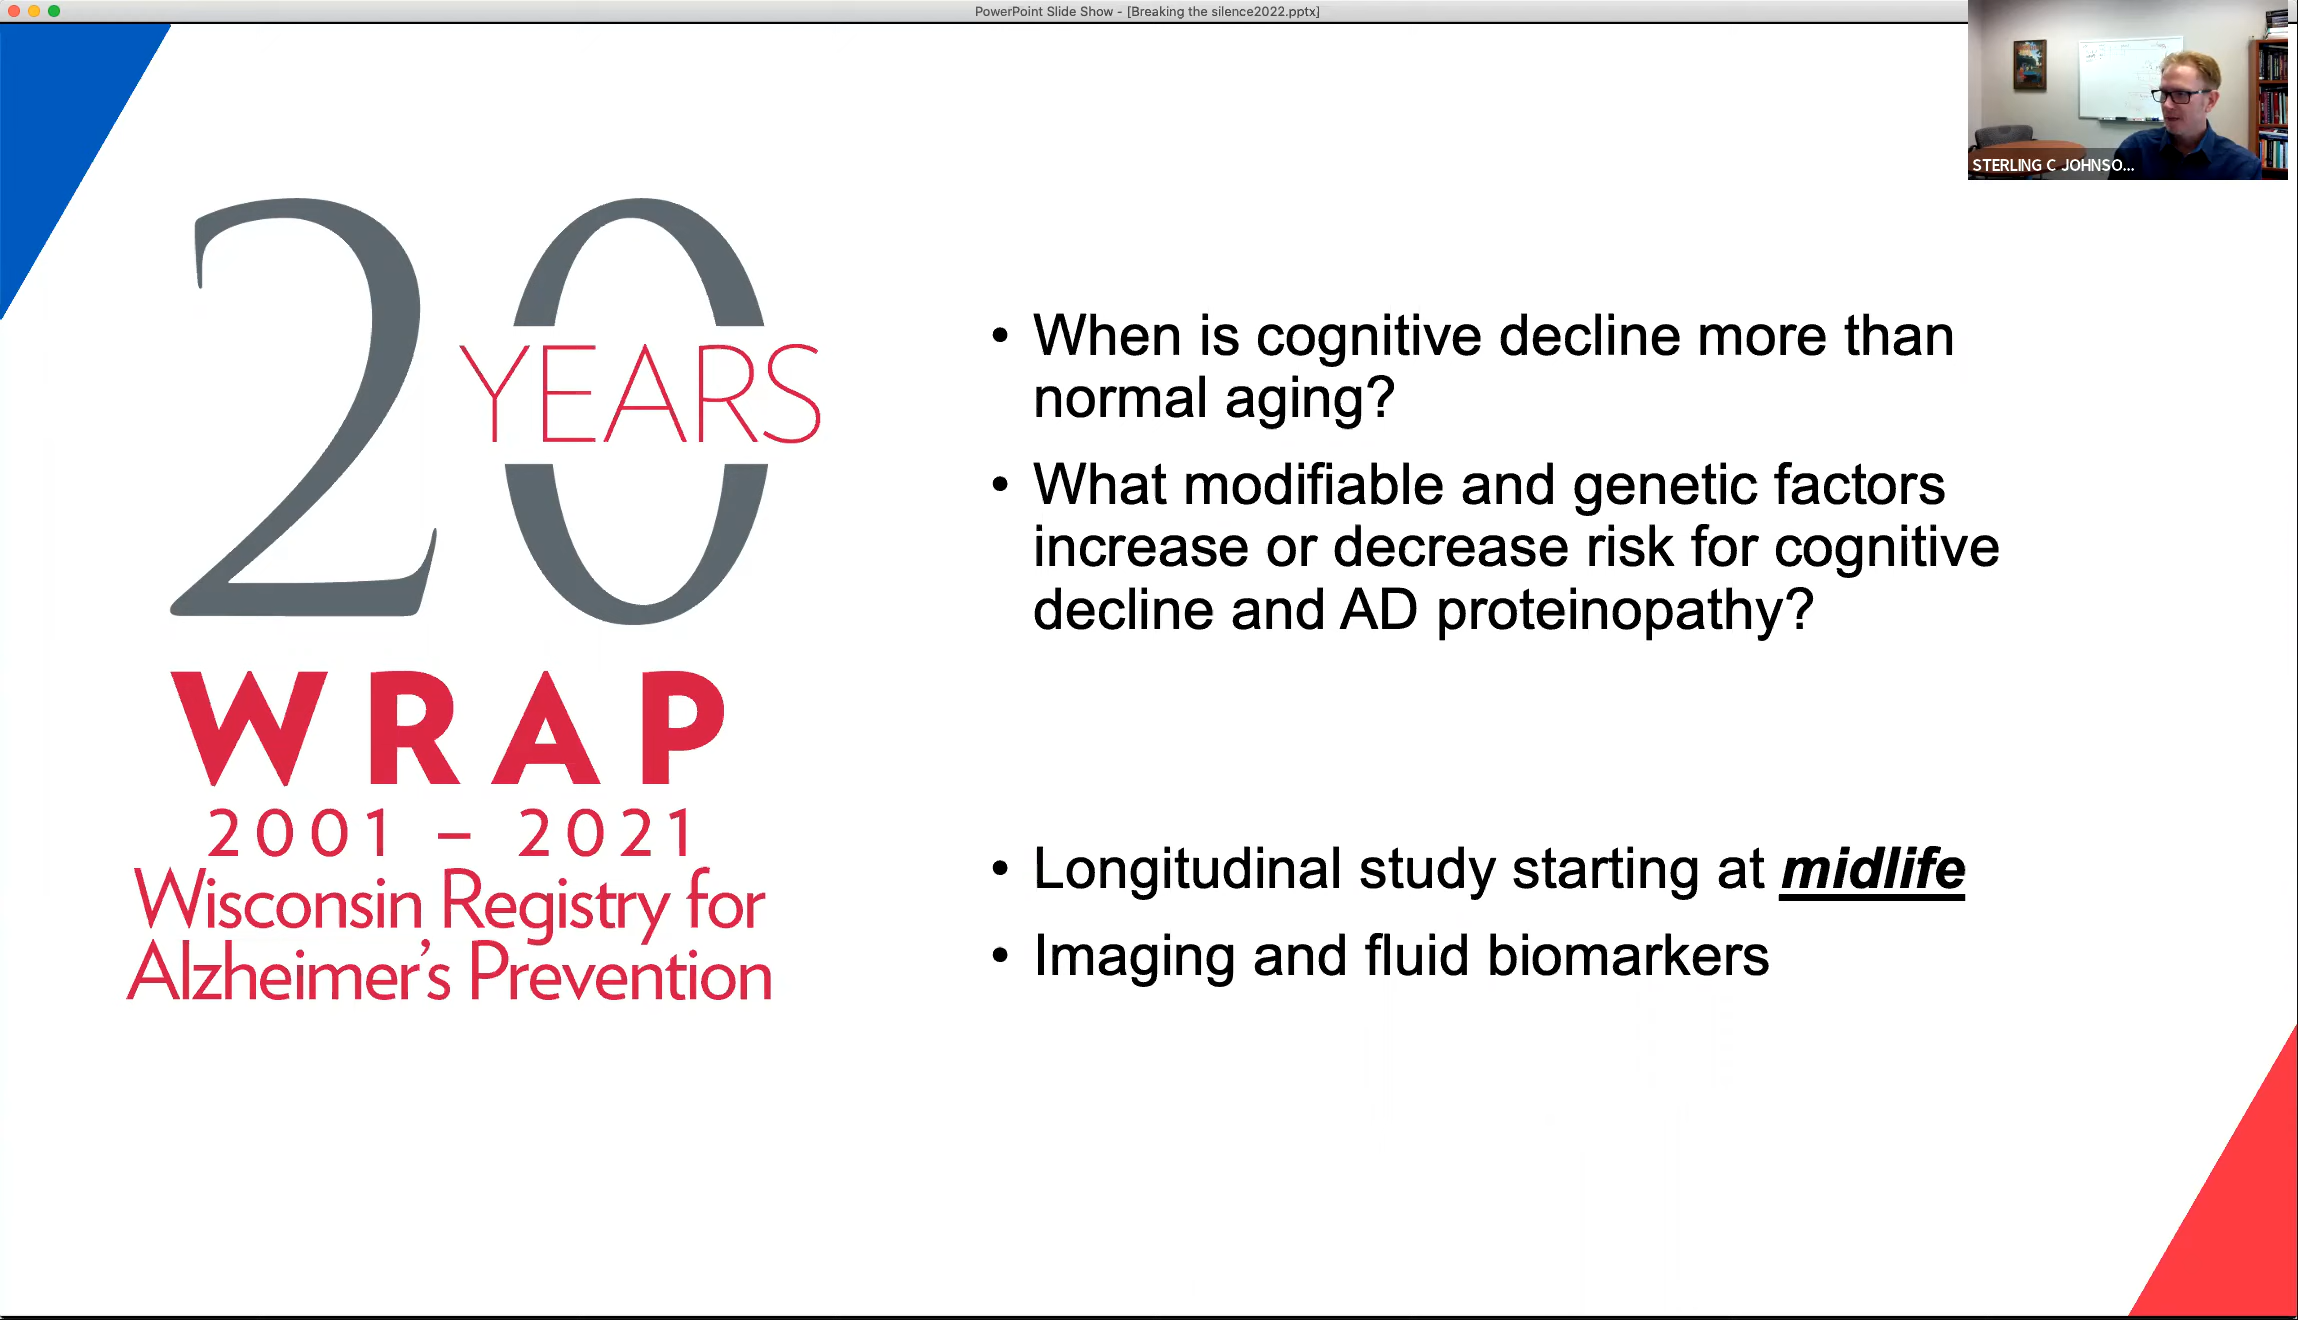 PowerPoint Slide Show - [Breaking the silence2022.pptx]
STERLING C JOHNSO...
20
YEARS
WRAP
2001 – 2021
Wisconsin Registry for
Alzheimer's Prevention
• When is cognitive decline more than
normal aging?
• What modifiable and genetic factors
increase or decrease risk for cognitive
decline and AD proteinopathy?
• Longitudinal study starting at midlife
• Imaging and fluid biomarkers